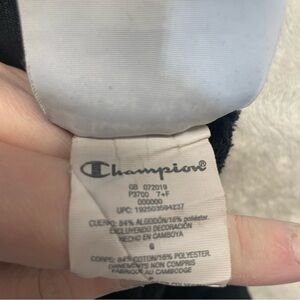 Champion®
GB 072019
P3700 7+F
000000
UPC: 192503594237
CUERPO: 84% ALGODÓN/16% poliéster.
EXCLUYENDO DECORACIÓN
HECHO EN CAMBOYA
6
CORPS: 84% COTON/16% POLYESTER.
ORNEMENTS NON COMPRIS
FABRIQUÉ AU CAMBODGE